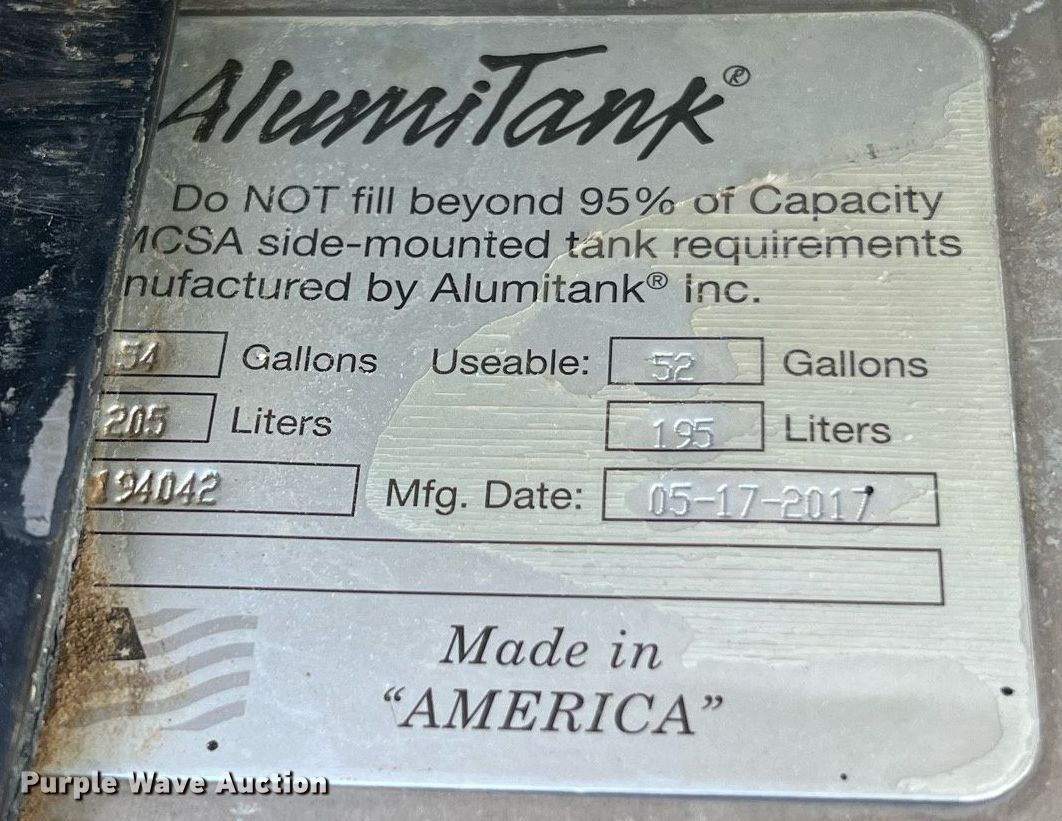 AlumiTank®
Do NOT fill beyond 95% of Capacity
MCSA side-mounted tank requirements
nufactured by Alumitank® Inc.
54 Gallons Useable: 52 Gallons
205 Liters 195 Liters
194042 Mfg. Date: 05-17-2017
A
Made in
“AMERICA”
Purple Wave Auction